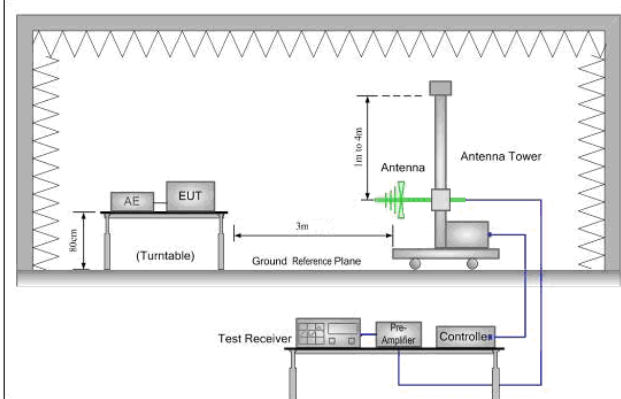 1m to 4m
Antenna
Antenna Tower
AE
EUT
80cm
(Turntable)
3m
Ground Reference Plane
Test Receiver
Pre-
Amplifier
Controller